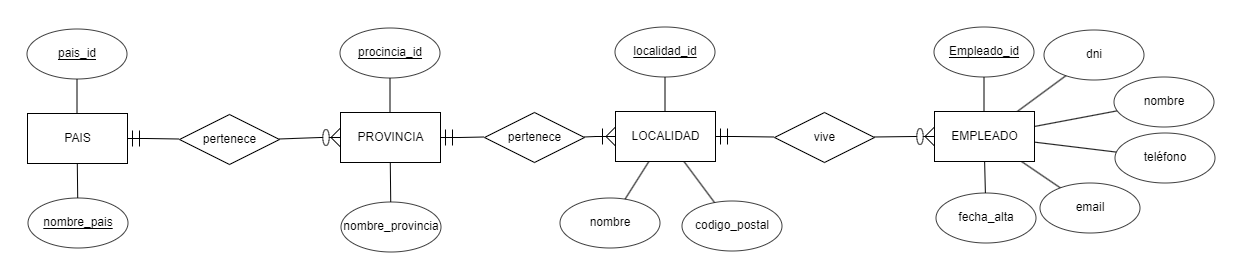 pais_id
procincia_id
localidad_id
Empleado_id
dni
nombre
PAIS
pertenece
PROVINCIA
pertenece
LOCALIDAD
vive
EMPLEADO
teléfono
nombre_pais
nombre_provincia
nombre
codigo_postal
fecha_alta
email